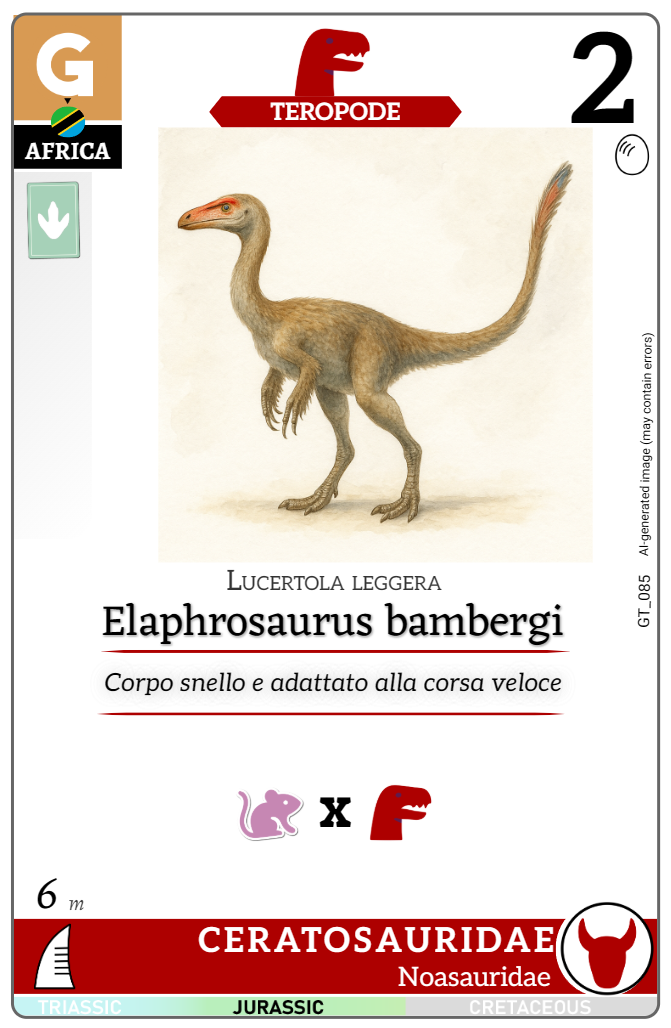 G
AFRICA
TEROPODE
2
AI-generated image (may contain errors)
GT_085
Lucertola leggera
Elaphrosaurus bambergi
Corpo snello e adattato alla corsa veloce
x
6 m
CERATOSAURIDAE
Noasauridae
TRIASSIC JURASSIC CRETACEOUS